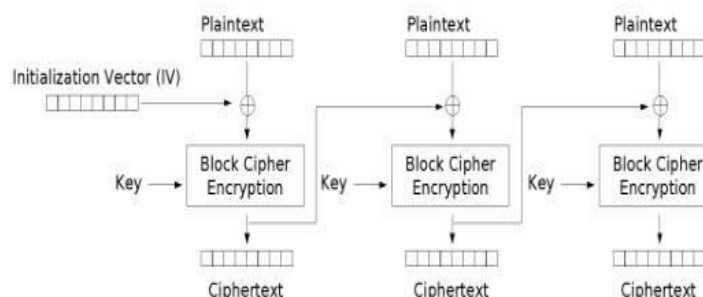 Plaintext
Plaintext
Plaintext
Initialization Vector (IV)
Key
Block Cipher
Encryption
Key
Block Cipher
Encryption
Key
Block Cipher
Encryption
Ciphertext
Ciphertext
Ciphertext